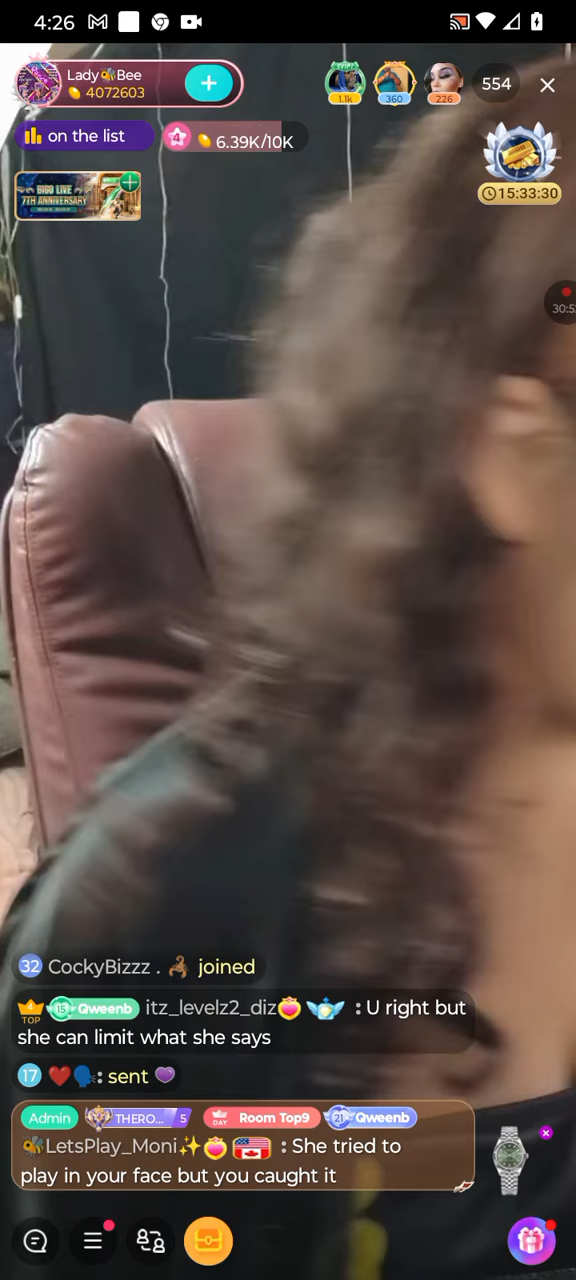 4:26
Lady🐝Bee
4072603
+
1.1k
360
226
554
on the list
4
6.39K/10K
BIGO LIVE
7TH ANNIVERSARY
15:33:30
32 CockyBizzz . 🦂 joined
4 TOP 15 Qweenb itz_levelz2_diz : U right but
she can limit what she says
17 ❤️🗣️: sent 💜
Admin THERO... 5 DAY Room Top9 21 Qweenb
🐝LetsPlay_Moni✨ : She tried to
play in your face but you caught it